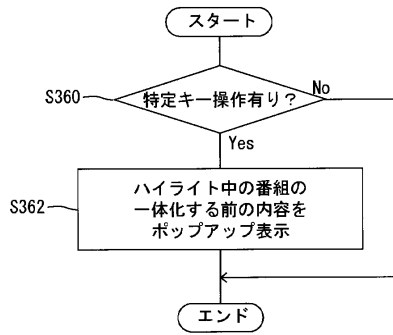 スタート
S360
特定キー操作有り？
No
Yes
S362
ハイライト中の番組の
一体化する前の内容を
ポップアップ表示
エンド